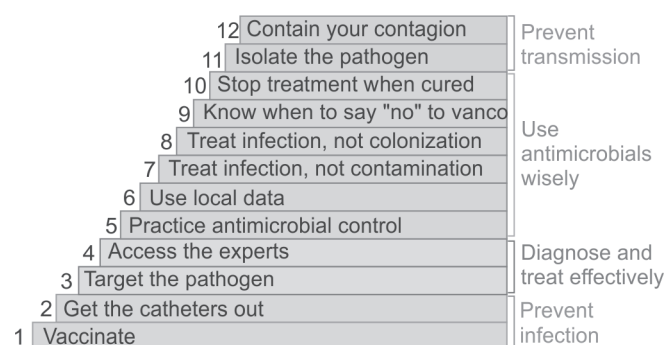 12 Contain your contagion
11 Isolate the pathogen
10 Stop treatment when cured
9 Know when to say "no" to vanco
8 Treat infection, not colonization
7 Treat infection, not contamination
6 Use local data
5 Practice antimicrobial control
4 Access the experts
3 Target the pathogen
2 Get the catheters out
1 Vaccinate
Prevent
transmission
Use
antimicrobials
wisely
Diagnose and
treat effectively
Prevent
infection